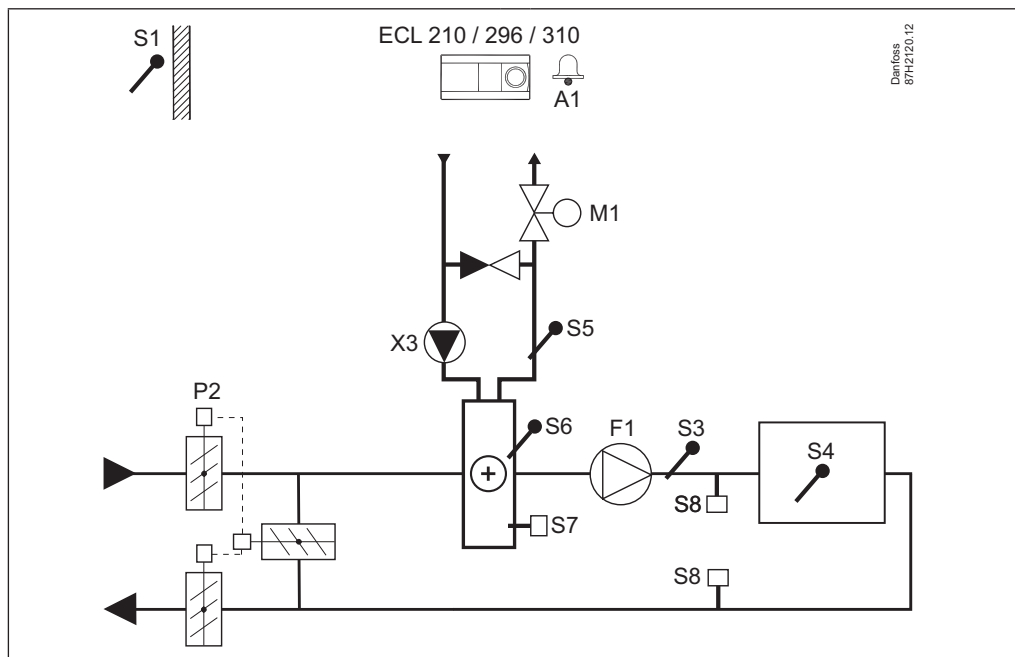 S1
ECL 210 / 296 / 310
A1
Danfoss
87H2120.12
M1
X3
S5
P2
S6
F1
S3
S4
S8
S7
S8